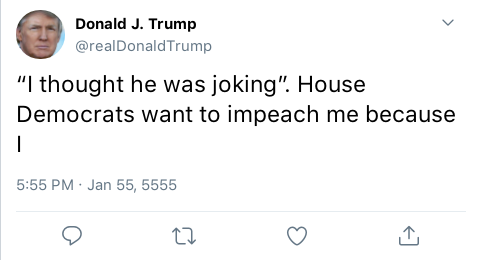 Donald J. Trump
@realDonaldTrump
“I thought he was joking”. House
Democrats want to impeach me because
I
5:55 PM · Jan 55, 5555